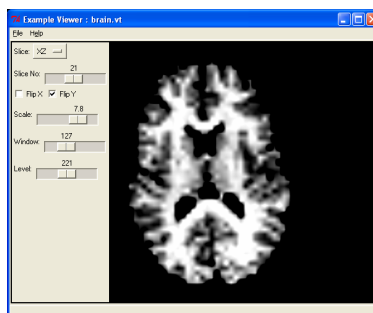 Example Viewer : brain.vt
File Help
Slice: XZ
21
Slice No:
Flip X Flip Y
7.8
Scale:
127
Window:
221
Level: